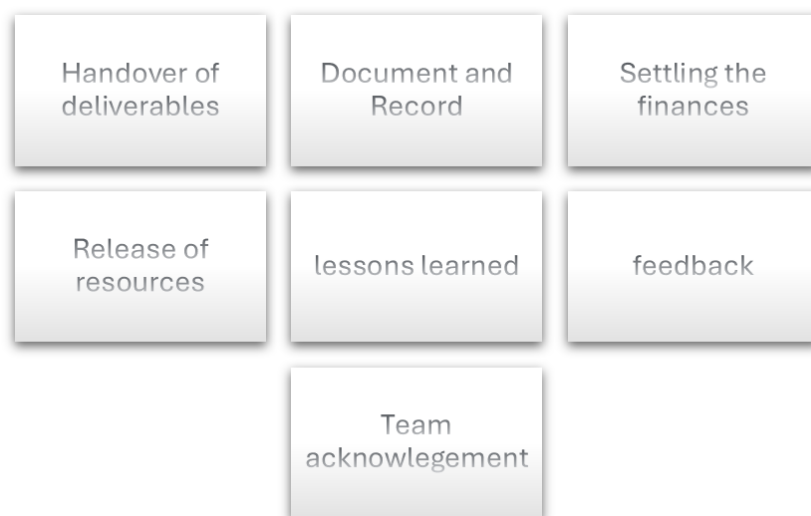 Handover of
deliverables
Document and
Record
Settling the
finances
Release of
resources
lessons learned
feedback
Team
acknowlegement